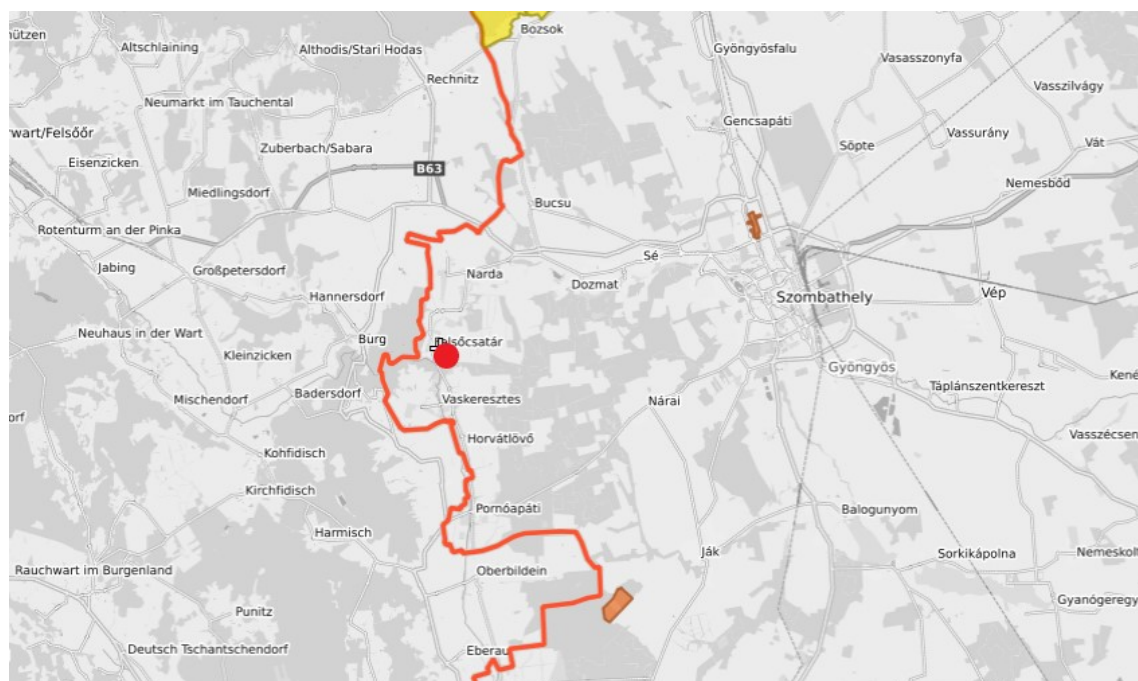 Bozsok
hützen
Altschlaining
Althodis/Stari Hodas
Gyöngyösfalu
Vasasszonyfa
Rechnitz
Vasszilvágy
Neumarkt im Tauchental
Gencsapáti
rwart/Felsőőr
Vassurány
Zuberbach/Sabara
Söpte
Vát
Eisenzicken
B63
Miedlingsdorf
Nemesbőd
Bucsu
Rotenturm an der Pinka
Sé
Jabing
Großpetersdorf
Narda
Dozmat
Hannersdorf
Szombathely
Vép
Neuhaus in der Wart
Burg
Felsőcsatár
Kleinzicken
Gyöngyös
Kené
Badersdorf
Táplánszentkereszt
Mischendorf
Vaskeresztes
Nárai
orf
Horvátlövő
Vasszécsen
Kohfidisch
Kirchfidisch
Pornóapáti
Balogunyom
Harmisch
Ják
Sorkikápolna
Nemeskolt
Rauchwart im Burgenland
Oberbildein
Gyanógeregy
Punitz
Deutsch Tschantschendorf
Eberau